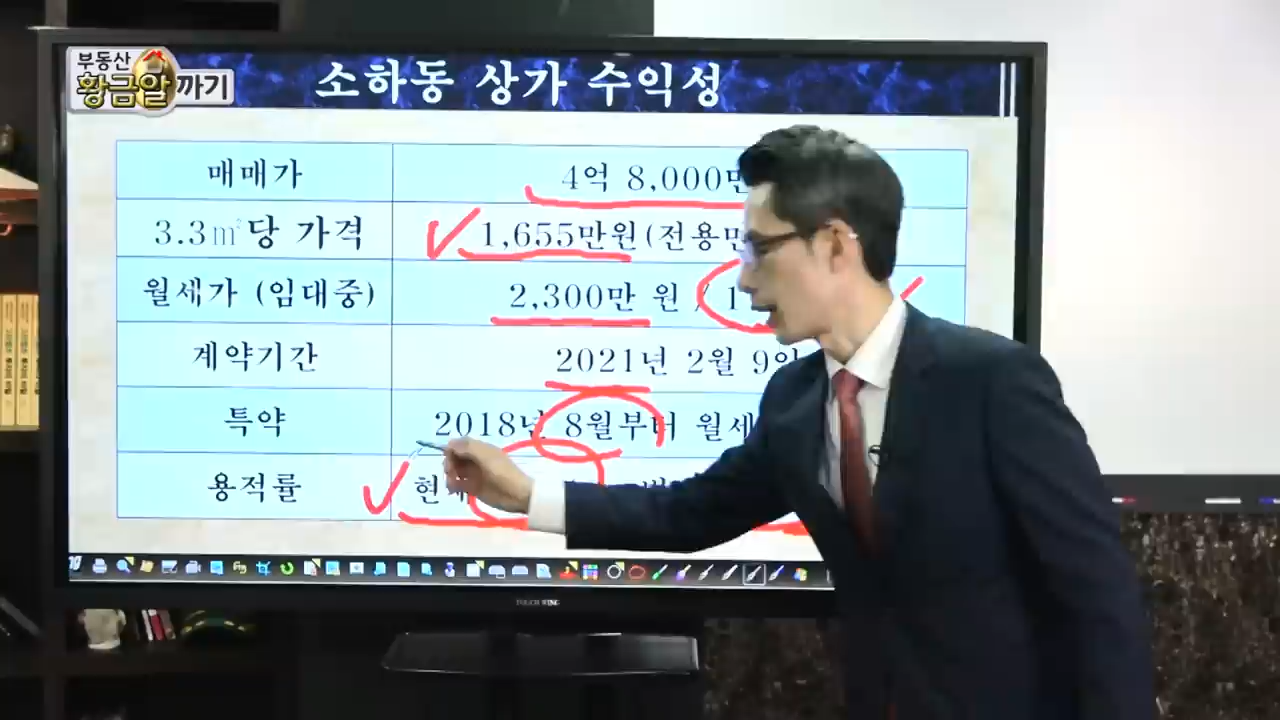 부동산
황금알까기
소하동 상가 수익성
매매가 4억 8,000만
3.3㎡당 가격 1,655만원(전용면
월세가 (임대중) 2,300만 원 / 1
계약기간 2021년 2월 9일
특약 2018년 8월부터 월세
용적률
TOUCH WING